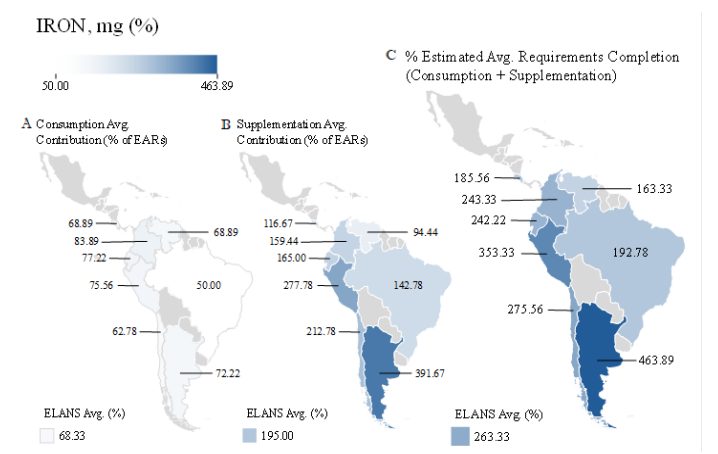 IRON, mg (%)
50.00
463.89
C % Estimated Avg. Requirements Completion
(Consumption + Supplementation)
A Consumption Avg.
Contribution (% of EARs)
B Supplementation Avg.
Contribution (% of EARs)
185.56
163.33
243.33
242.22
353.33
192.78
275.56
463.89
68.89
68.89
83.89
77.22
75.56
50.00
62.78
72.22
116.67
94.44
159.44
165.00
277.78
142.78
212.78
391.67
ELANS Avg. (%)
68.33
ELANS Avg. (%)
195.00
ELANS Avg. (%)
263.33